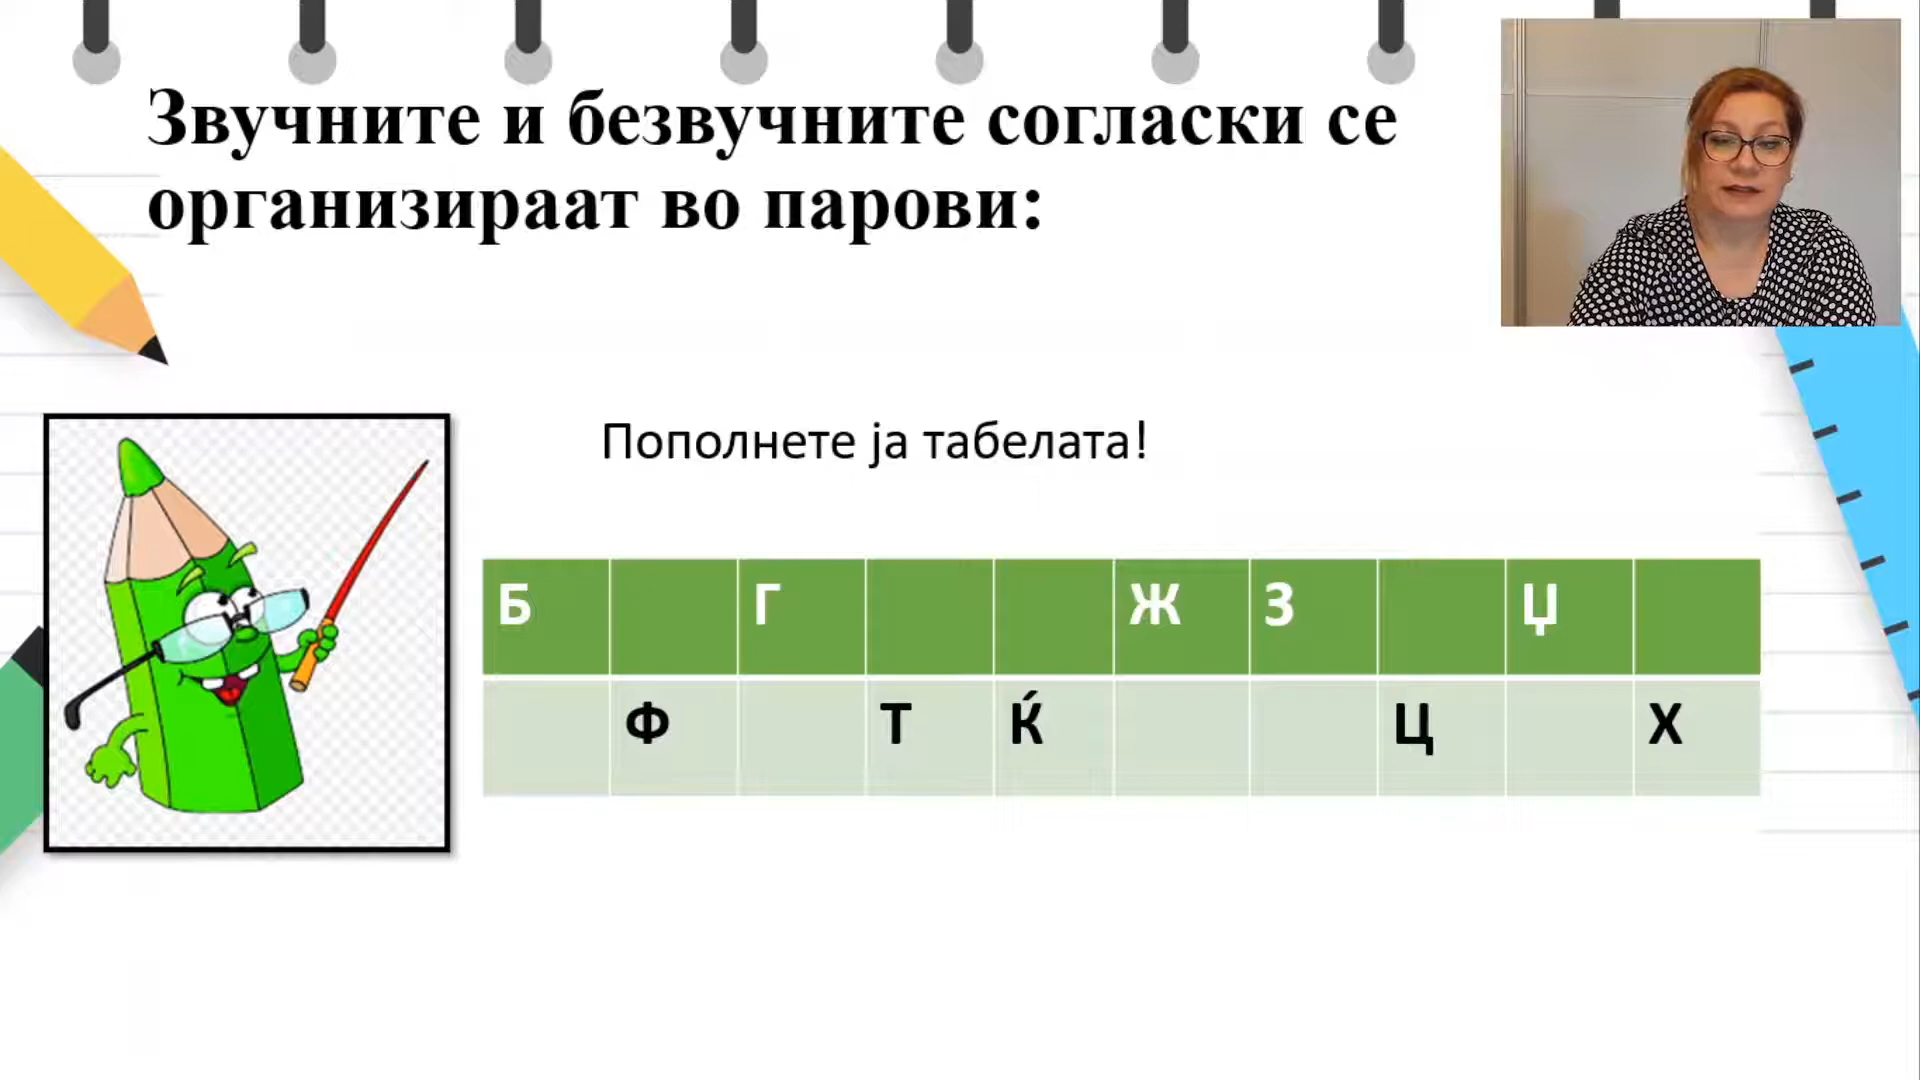 Звучните и безвучните согласки се
организираат во парови:
Пополнете ја табелата!
Б Г Ж З Џ
Ф Т Ќ Ц Х